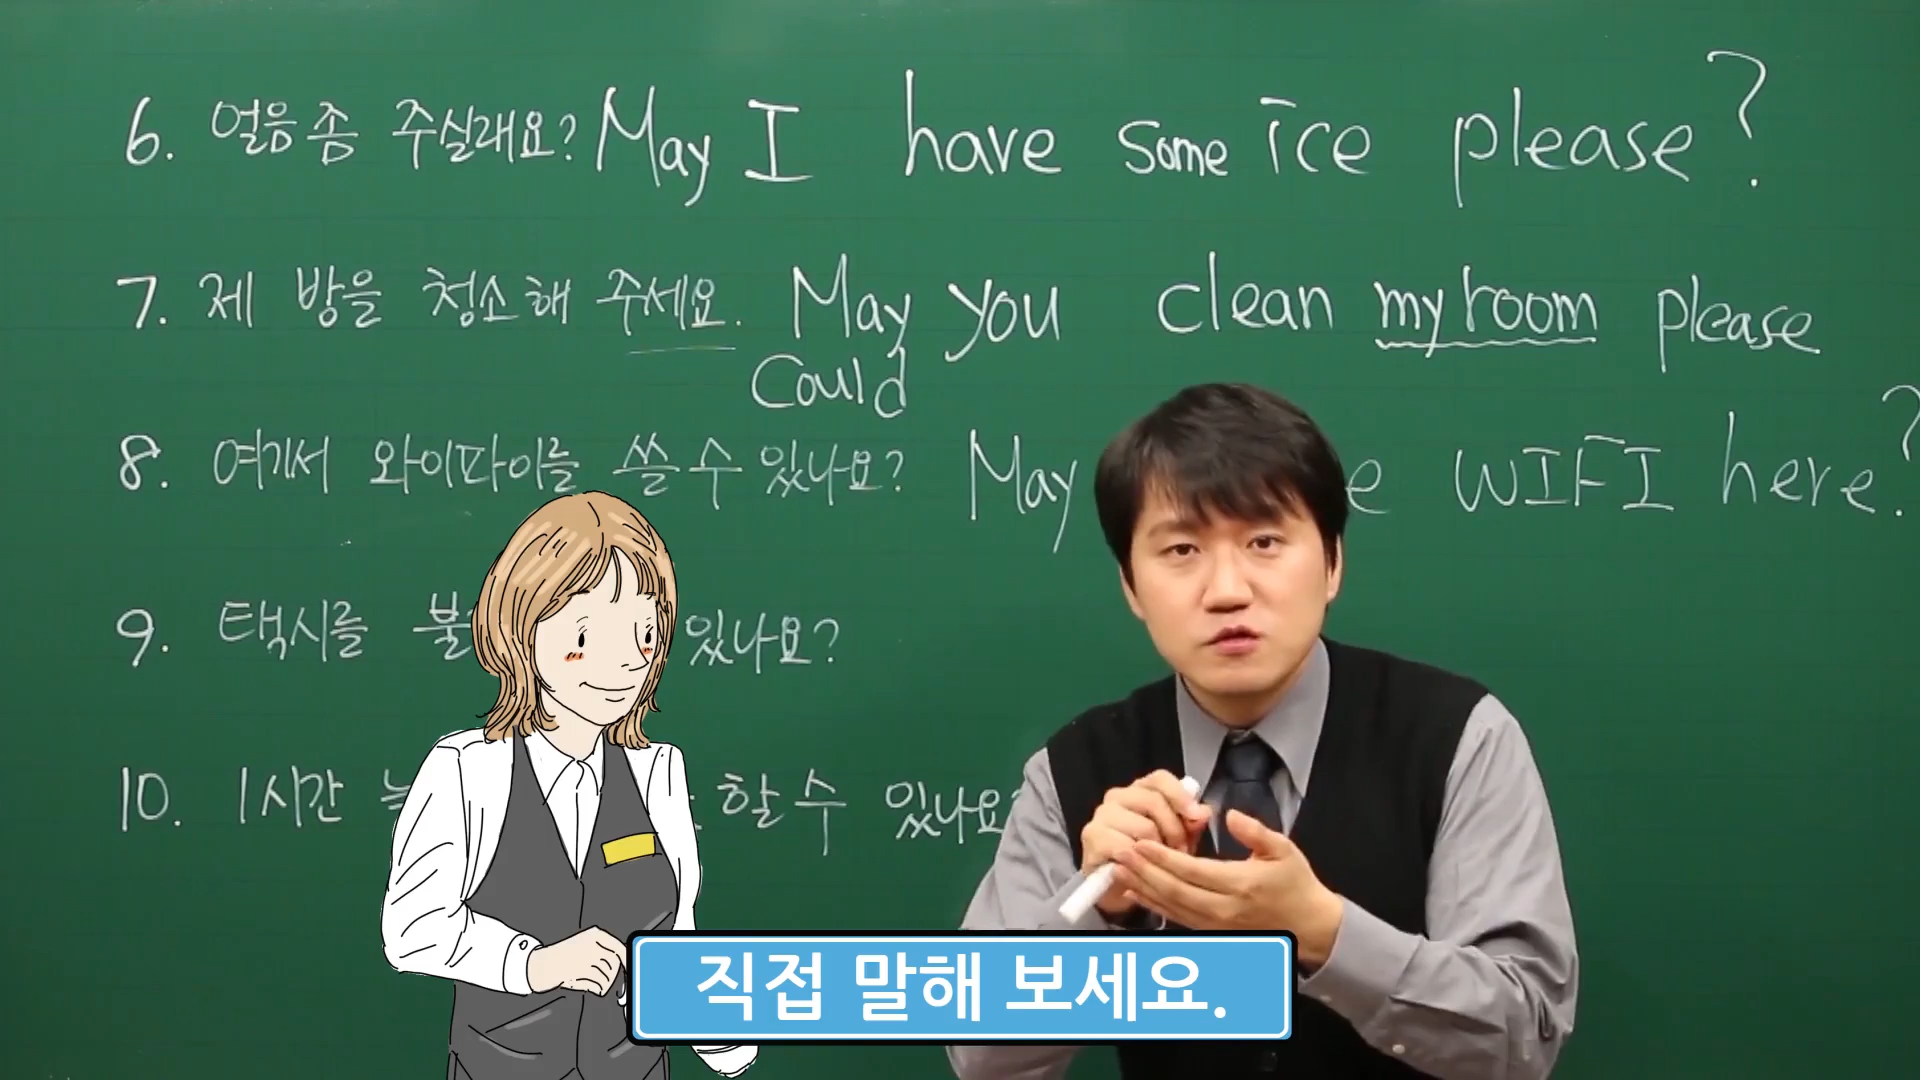 6. 얼음 좀 주실래요? May I have some ice please?
7. 제 방을 청소해 주세요. May you clean my room please
Could
8. 여기서 와이파이를 쓸 수 있나요? May WIFI here?
9. 택시를 있나요?
10. 1시간 할 수 있나요?
직접 말해 보세요.